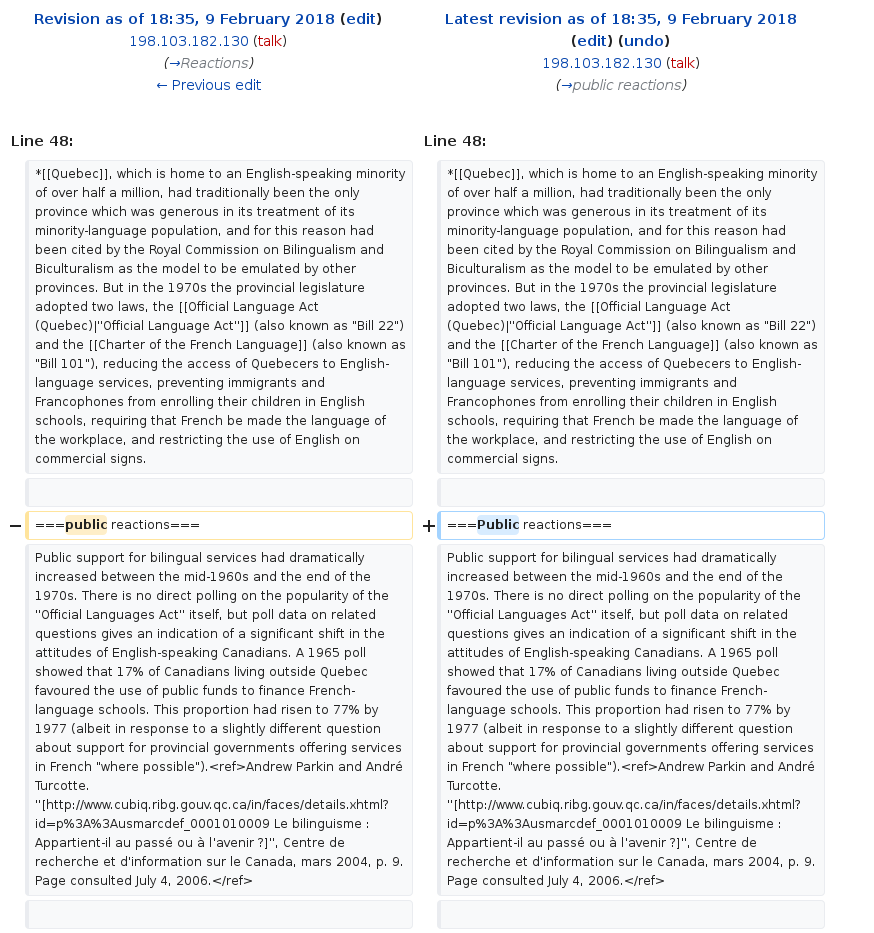 Revision as of 18:35, 9 February 2018 (edit)
198.103.182.130 (talk)
(→Reactions)
← Previous edit
Latest revision as of 18:35, 9 February 2018
(edit) (undo)
198.103.182.130 (talk)
(→public reactions)
Line 48:
*[[Quebec]], which is home to an English-speaking minority
of over half a million, had traditionally been the only
province which was generous in its treatment of its
minority-language population, and for this reason had
been cited by the Royal Commission on Bilingualism and
Biculturalism as the model to be emulated by other
provinces. But in the 1970s the provincial legislature
adopted two laws, the [[Official Language Act
(Quebec)|''Official Language Act'']] (also known as "Bill 22")
and the [[Charter of the French Language]] (also known as
"Bill 101"), reducing the access of Quebecers to English-
language services, preventing immigrants and
Francophones from enrolling their children in English
schools, requiring that French be made the language of
the workplace, and restricting the use of English on
commercial signs.
− ===public reactions===
Public support for bilingual services had dramatically
increased between the mid-1960s and the end of the
1970s. There is no direct polling on the popularity of the
''Official Languages Act'' itself, but poll data on related
questions gives an indication of a significant shift in the
attitudes of English-speaking Canadians. A 1965 poll
showed that 17% of Canadians living outside Quebec
favoured the use of public funds to finance French-
language schools. This proportion had risen to 77% by
1977 (albeit in response to a slightly different question
about support for provincial governments offering services
in French "where possible").<ref>Andrew Parkin and André
Turcotte.
''[http://www.cubiq.ribg.gouv.qc.ca/in/faces/details.xhtml?
id=p%3A%3Ausmarcdef_0001010009 Le bilinguisme :
Appartient-il au passé ou à l'avenir ?]'', Centre de
recherche et d'information sur le Canada, mars 2004, p. 9.
Page consulted July 4, 2006.</ref>
Line 48:
*[[Quebec]], which is home to an English-speaking minority
of over half a million, had traditionally been the only
province which was generous in its treatment of its
minority-language population, and for this reason had
been cited by the Royal Commission on Bilingualism and
Biculturalism as the model to be emulated by other
provinces. But in the 1970s the provincial legislature
adopted two laws, the [[Official Language Act
(Quebec)|''Official Language Act'']] (also known as "Bill 22")
and the [[Charter of the French Language]] (also known as
"Bill 101"), reducing the access of Quebecers to English-
language services, preventing immigrants and
Francophones from enrolling their children in English
schools, requiring that French be made the language of
the workplace, and restricting the use of English on
commercial signs.
+ ===Public reactions===
Public support for bilingual services had dramatically
increased between the mid-1960s and the end of the
1970s. There is no direct polling on the popularity of the
''Official Languages Act'' itself, but poll data on related
questions gives an indication of a significant shift in the
attitudes of English-speaking Canadians. A 1965 poll
showed that 17% of Canadians living outside Quebec
favoured the use of public funds to finance French-
language schools. This proportion had risen to 77% by
1977 (albeit in response to a slightly different question
about support for provincial governments offering services
in French "where possible").<ref>Andrew Parkin and André
Turcotte.
''[http://www.cubiq.ribg.gouv.qc.ca/in/faces/details.xhtml?
id=p%3A%3Ausmarcdef_0001010009 Le bilinguisme :
Appartient-il au passé ou à l'avenir ?]'', Centre de
recherche et d'information sur le Canada, mars 2004, p. 9.
Page consulted July 4, 2006.</ref>